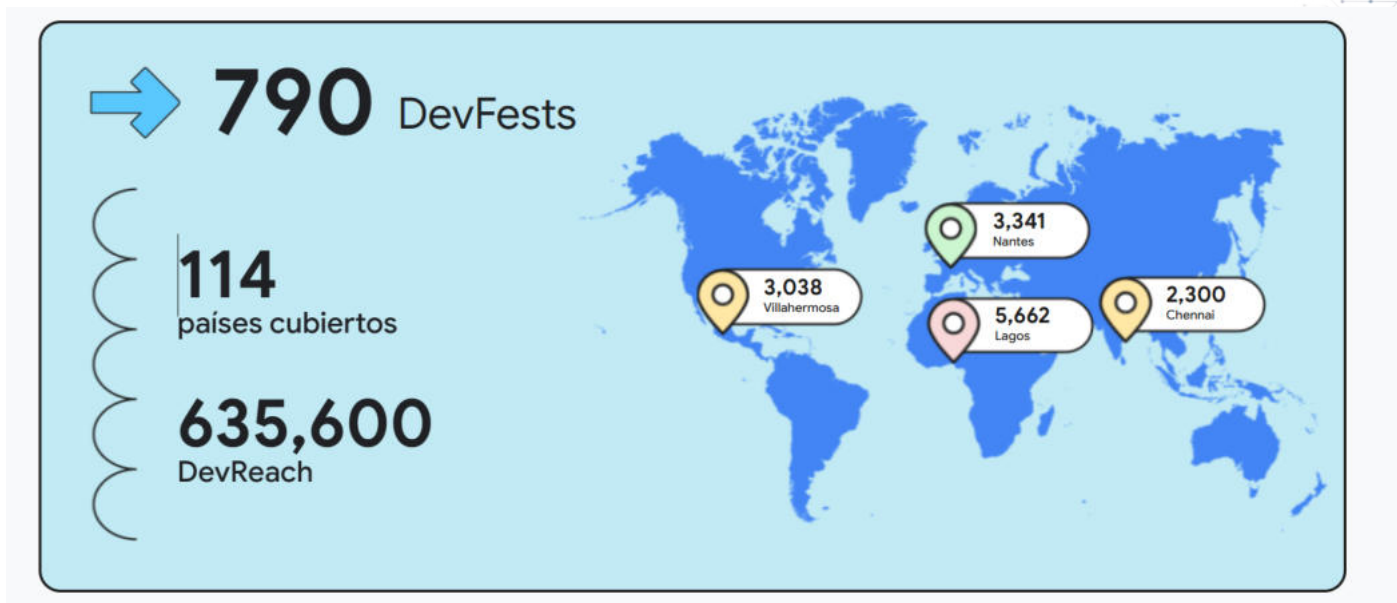 790 DevFests
114
países cubiertos
635,600
DevReach
3,341
Nantes
3,038
Villahermosa
5,662
Lagos
2,300
Chennai